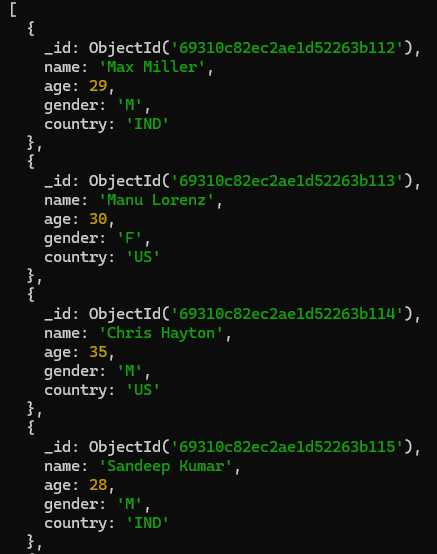 [
  {
    _id: ObjectId('69310c82ec2ae1d52263b112'),
    name: 'Max Miller',
    age: 29,
    gender: 'M',
    country: 'IND'
  },
  {
    _id: ObjectId('69310c82ec2ae1d52263b113'),
    name: 'Manu Lorenz',
    age: 30,
    gender: 'F',
    country: 'US'
  },
  {
    _id: ObjectId('69310c82ec2ae1d52263b114'),
    name: 'Chris Hayton',
    age: 35,
    gender: 'M',
    country: 'US'
  },
  {
    _id: ObjectId('69310c82ec2ae1d52263b115'),
    name: 'Sandeep Kumar',
    age: 28,
    gender: 'M',
    country: 'IND'
  },